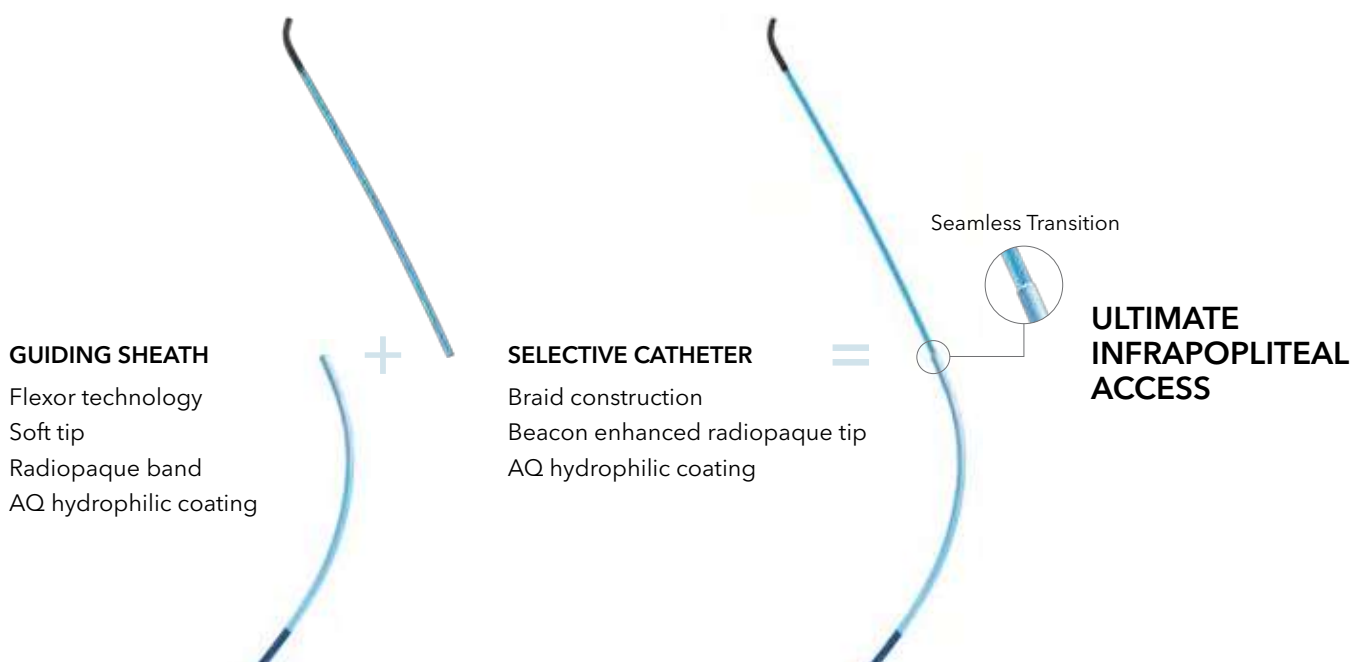 GUIDING SHEATH
Flexor technology
Soft tip
Radiopaque band
AQ hydrophilic coating
+
SELECTIVE CATHETER
Braid construction
Beacon enhanced radiopaque tip
AQ hydrophilic coating
=
Seamless Transition
ULTIMATE
INFRAPOPLITEAL
ACCESS